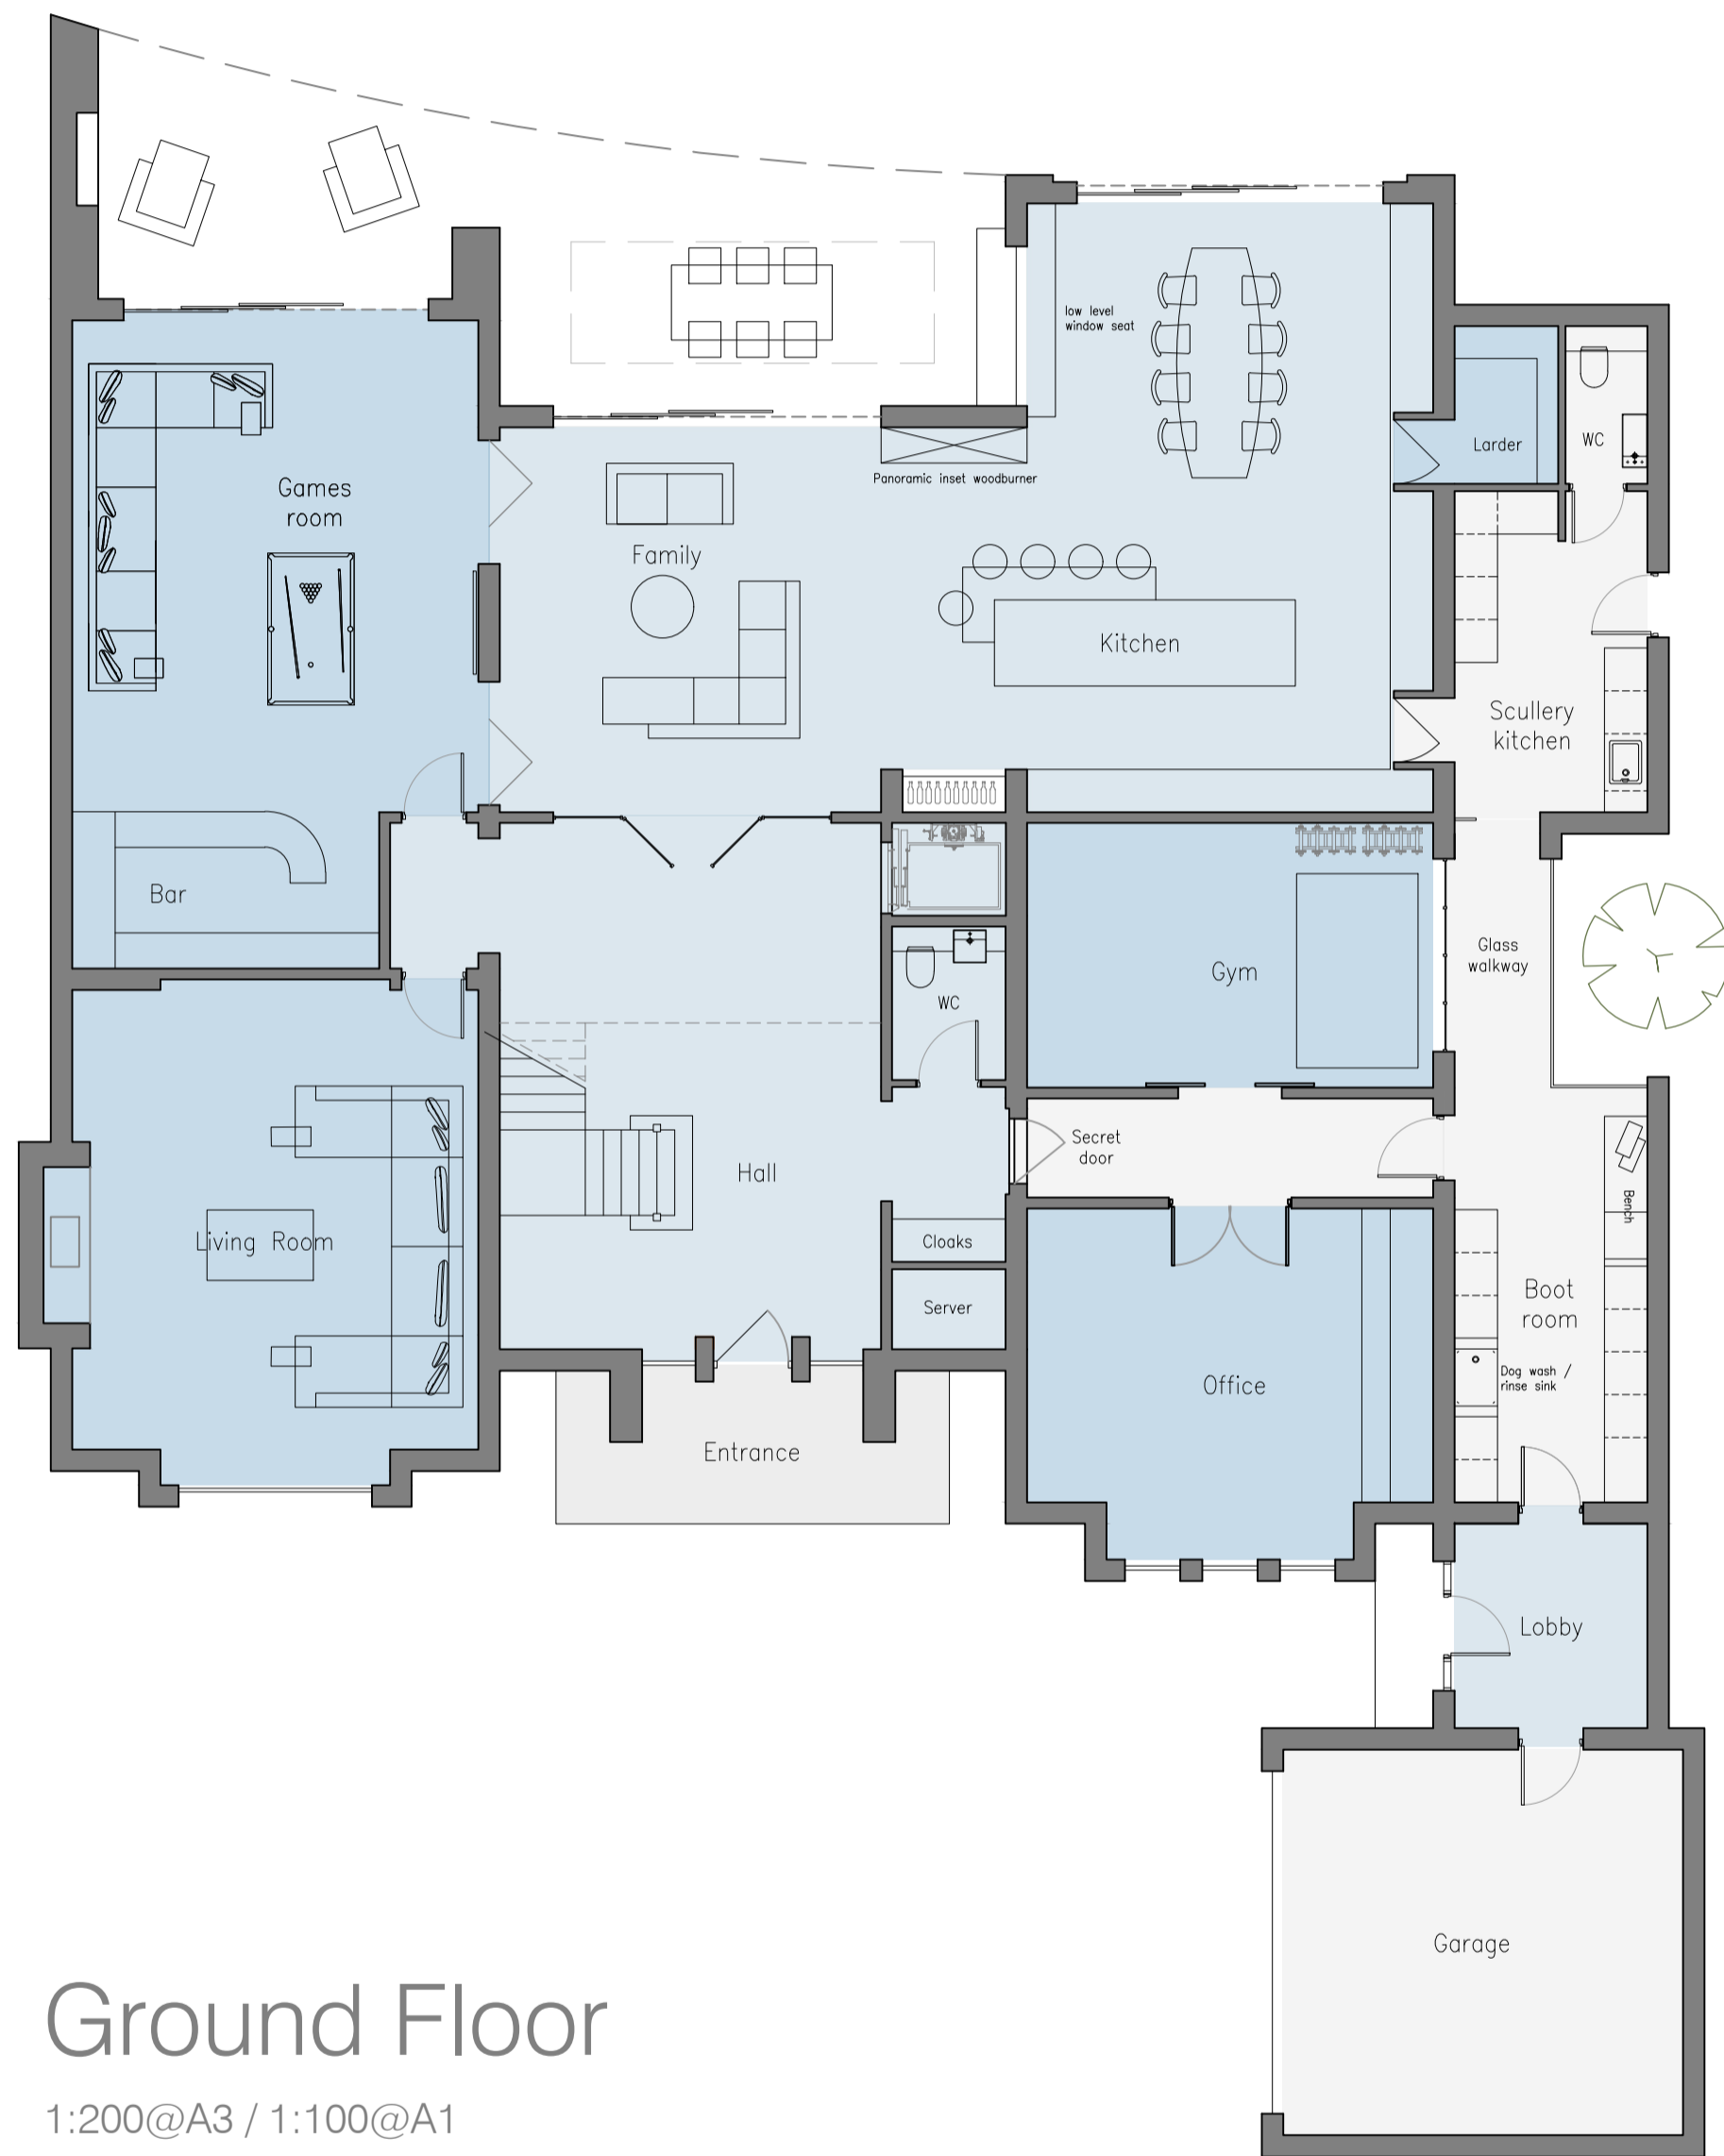 low level
window seat
Larder
WC
Panoramic inset woodburner
Games
room
Family
Kitchen
Scullery
kitchen
Bar
Glass
walkway
Gym
WC
Secret
door
Hall
Bench
Living Room
Cloaks
Server
Boot
room
Dog wash /
rinse sink
Office
Entrance
Lobby
Garage
Ground Floor
1:200@A3 / 1:100@A1